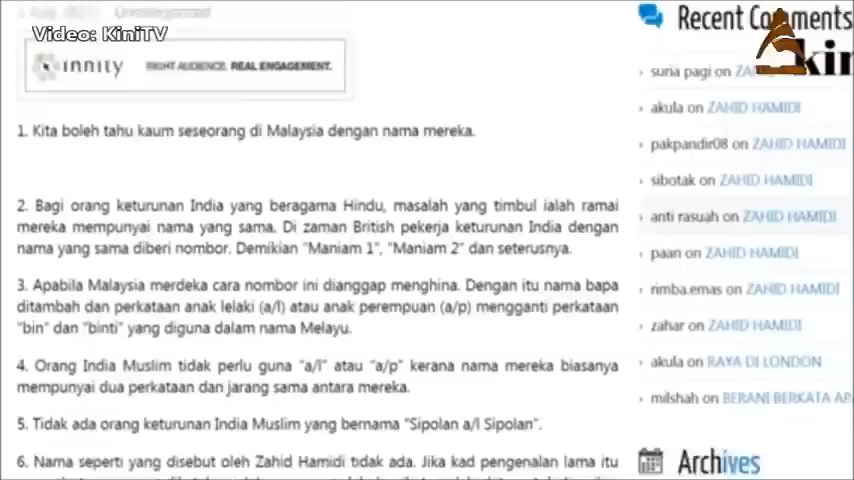 Video: KiniTV
innity RIGHT AUDIENCE. REAL ENGAGEMENT.
1. Kita boleh tahu kaum seseorang di Malaysia dengan nama mereka.
2. Bagi orang keturunan India yang beragama Hindu, masalah yang timbul ialah ramai
mereka mempunyai nama yang sama. Di zaman British pekerja keturunan India dengan
nama yang sama diberi nombor. Demikian “Maniam 1”, “Maniam 2” dan seterusnya.
3. Apabila Malaysia merdeka cara nombor ini dianggap menghina. Dengan itu nama bapa
ditambah dan perkataan anak lelaki (a/l) atau anak perempuan (a/p) mengganti perkataan
“bin” dan “binti” yang diguna dalam nama Melayu.
4. Orang India Muslim tidak perlu guna “a/l” atau “a/p” kerana nama mereka biasanya
mempunyai dua perkataan dan jarang sama antara mereka.
5. Tidak ada orang keturunan India Muslim yang bernama “Sipolan a/l Sipolan”.
6. Nama seperti yang disebut oleh Zahid Hamidi tidak ada. Jika kad pengenalan lama itu
Recent Comments
kin
suria pagi on ZA
akula on ZAHID HAMIDI
pakpandir08 on ZAHID HAMIDI
sibotak on ZAHID HAMIDI
anti rasuah on ZAHID HAMIDI
paan on ZAHID HAMIDI
rimba.emas on ZAHID HAMIDI
zahar on ZAHID HAMIDI
akula on RAYA DI LONDON
milshah on BERANI BERKATA AP
Archives